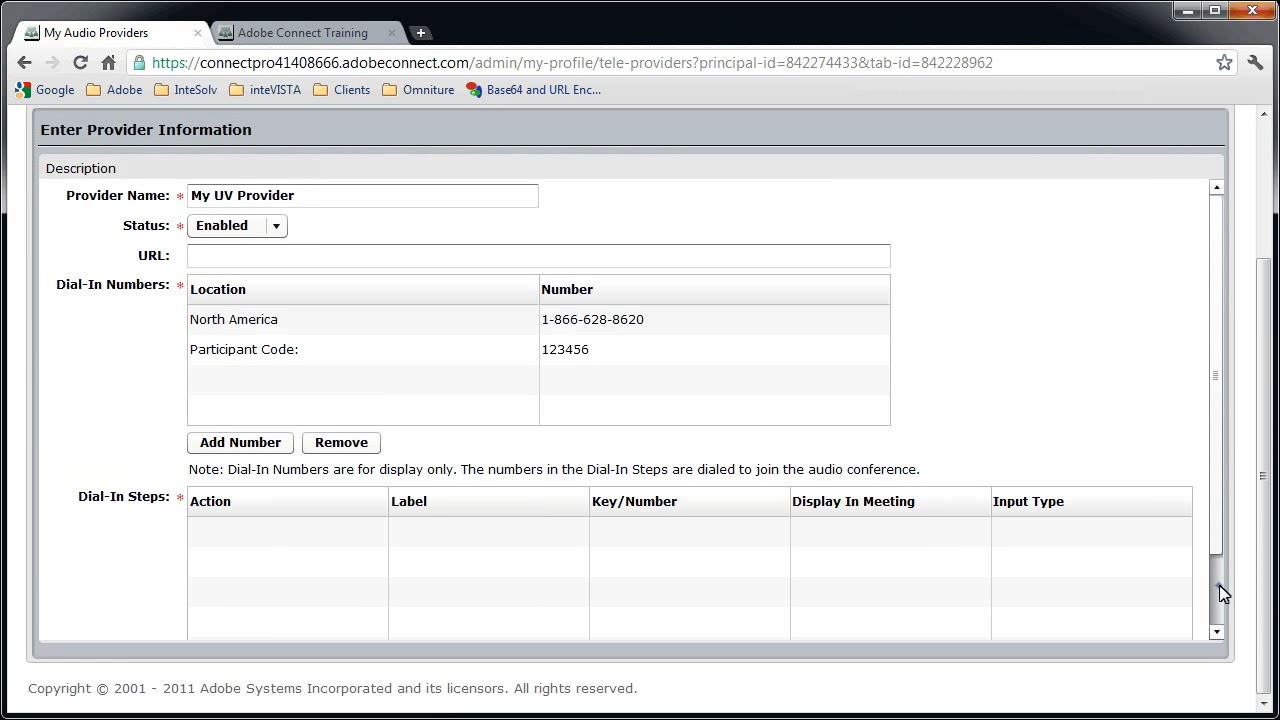 My Audio Providers
Adobe Connect Training
https://connectpro41408666.adobeconnect.com/admin/my-profile/tele-providers?principal-id=842274433&tab-id=842228962
Google Adobe InteSolv inteVISTA Clients Omniture Base64 and URL Enc...
Enter Provider Information
Description
Provider Name: * My UV Provider
Status: * Enabled
URL:
Dial-In Numbers: * Location Number
North America 1-866-628-8620
Participant Code: 123456
Add Number Remove
Note: Dial-In Numbers are for display only. The numbers in the Dial-In Steps are dialed to join the audio conference.
Dial-In Steps: * Action Label Key/Number Display In Meeting Input Type
Copyright © 2001 - 2011 Adobe Systems Incorporated and its licensors. All rights reserved.